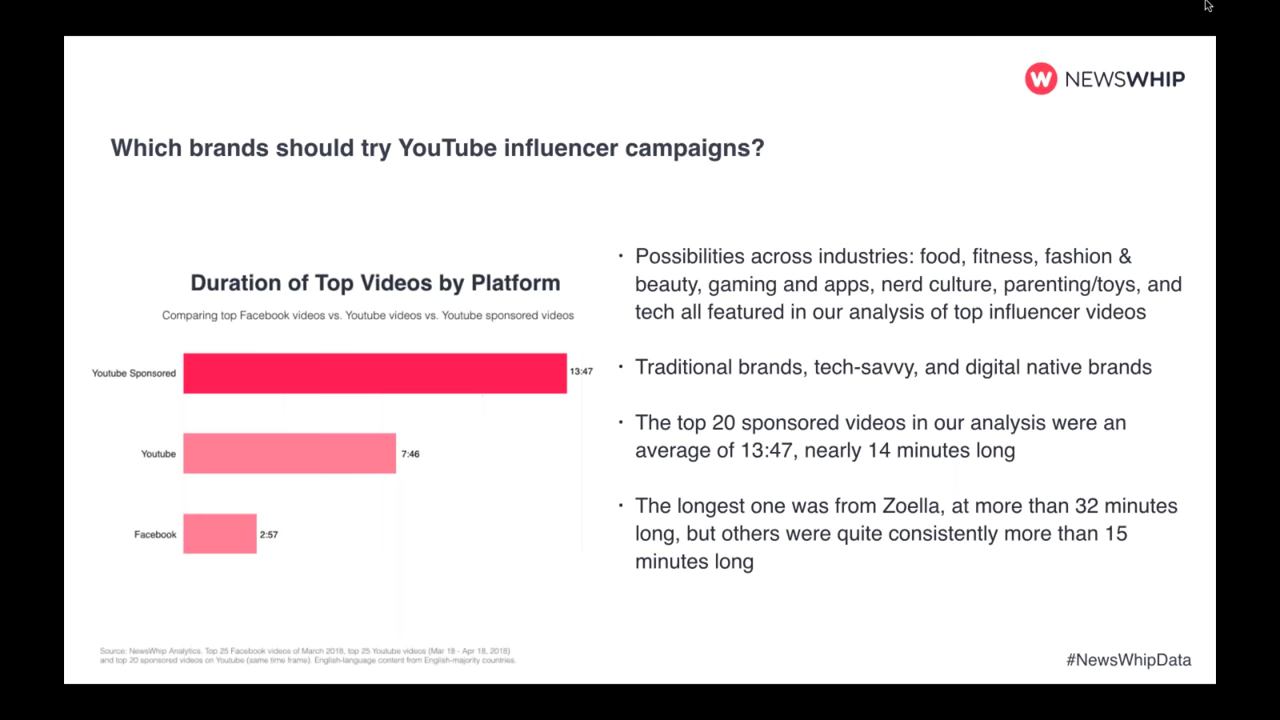 W NEWSWHIP
Which brands should try YouTube influencer campaigns?
Duration of Top Videos by Platform
Comparing top Facebook videos vs. Youtube videos vs. Youtube sponsored videos
Youtube Sponsored 13:47
Youtube 7:46
Facebook 2:57
· Possibilities across industries: food, fitness, fashion &
beauty, gaming and apps, nerd culture, parenting/toys, and
tech all featured in our analysis of top influencer videos
· Traditional brands, tech-savvy, and digital native brands
· The top 20 sponsored videos in our analysis were an
average of 13:47, nearly 14 minutes long
· The longest one was from Zoella, at more than 32 minutes
long, but others were quite consistently more than 15
minutes long
Source: NewsWhip Analytics. Top 25 Facebook videos of March 2018, top 25 Youtube videos (Mar 18 - Apr 18, 2018)
and top 20 sponsored videos on Youtube (same time frame). English-language content from English-majority countries.
#NewsWhipData